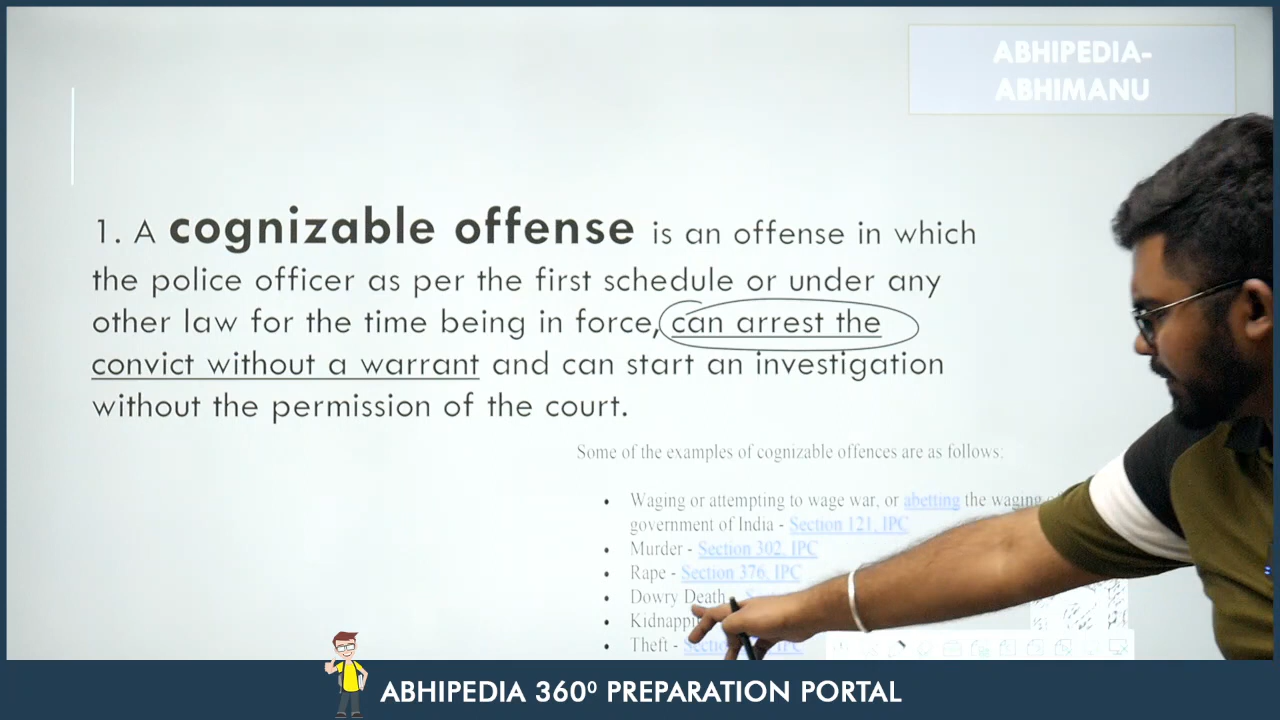 ABHIPEDIA-
ABHIMANU
1. A cognizable offense is an offense in which
the police officer as per the first schedule or under any
other law for the time being in force, can arrest the
convict without a warrant and can start an investigation
without the permission of the court.
Some of the examples of cognizable offences are as follows:
Waging or attempting to wage war, or abetting the waging
government of India - Section 121, IPC
Murder - Section 302, IPC
Rape - Section 376, IPC
Dowry Death -
Theft -
ABHIPEDIA 360⁰ PREPARATION PORTAL